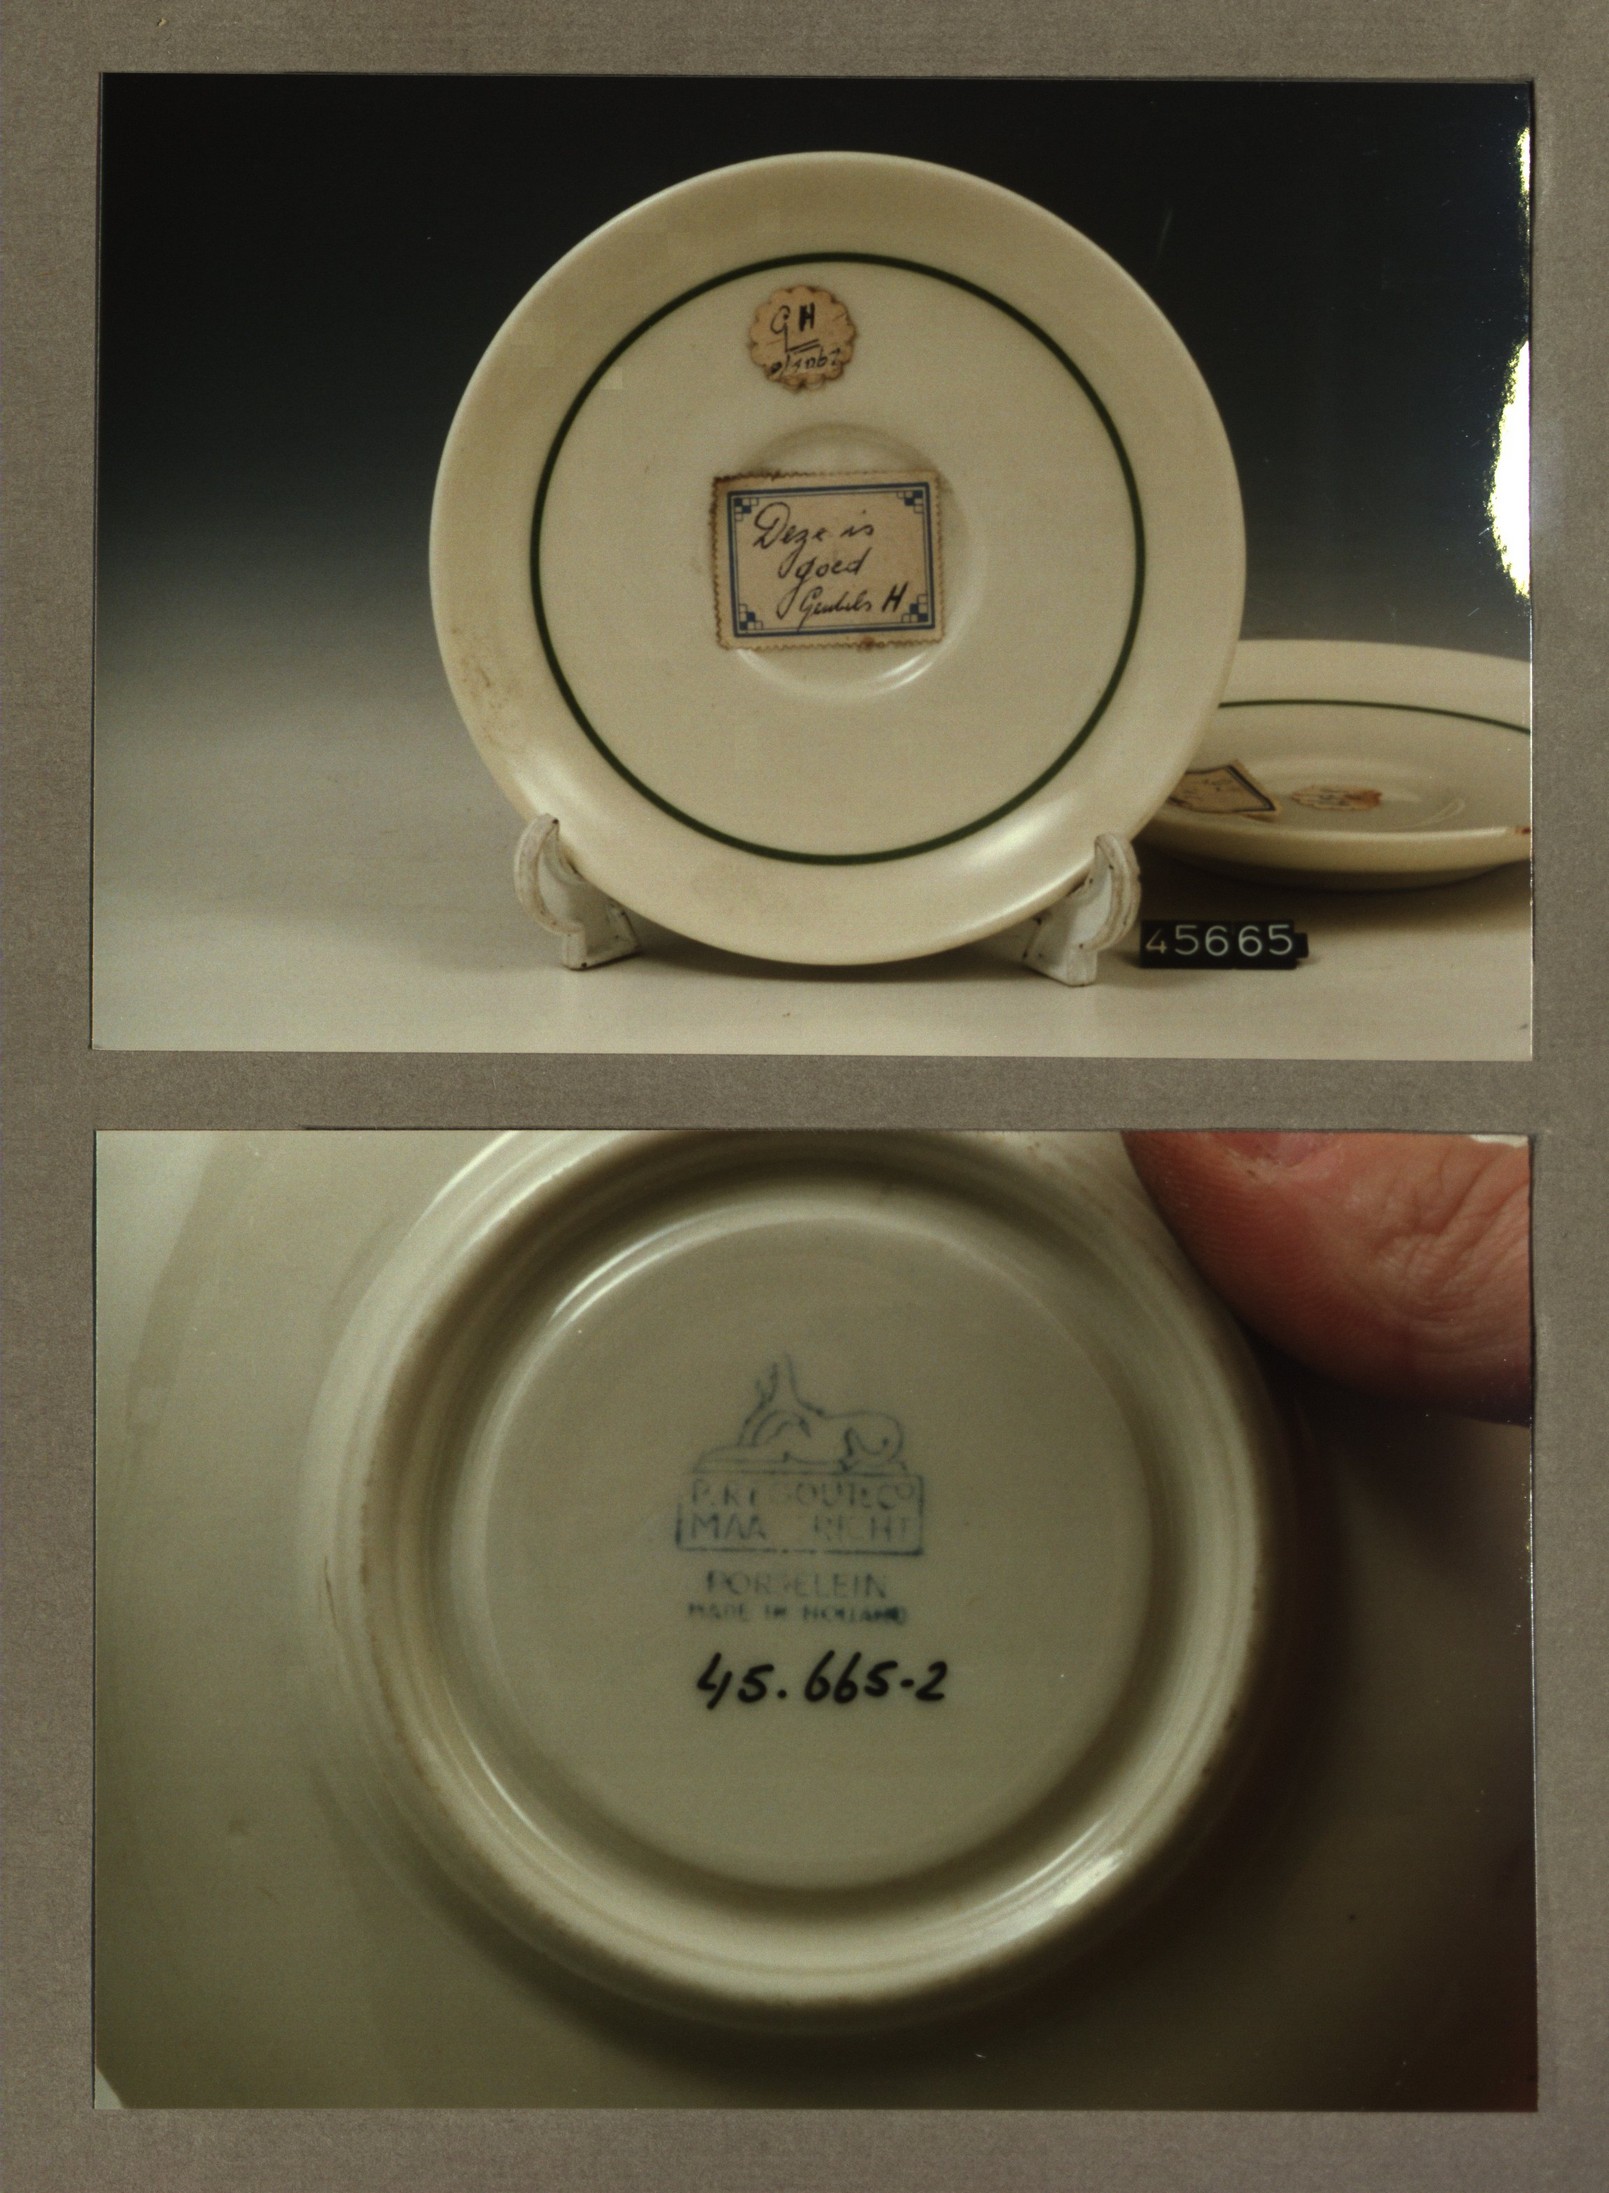 GH
Deze is
goed
H
45665
P. REGOUT & Co
MAASTRICHT
PORSELEIN
MADE IN HOLLAND
45.665-2